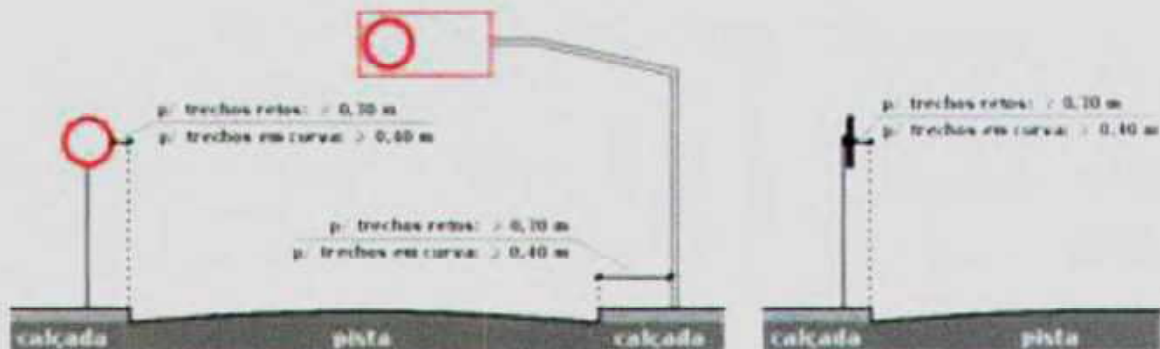 p/ trechos retos: > 0,30 m
p/ trechos em curva: > 0,40 m
p/ trechos retos: > 0,30 m
p/ trechos em curva: > 0,40 m
calçada
pista
calçada
p/ trechos retos: > 0,30 m
p/ trechos em curva: > 0,40 m
calçada
pista